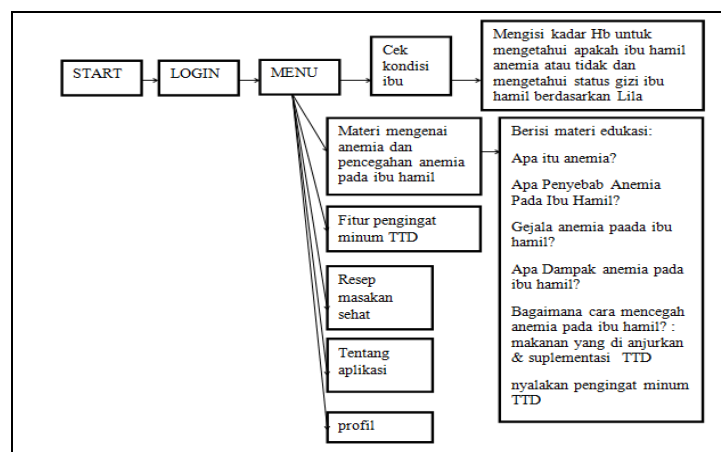 START
LOGIN
MENU
Cek
kondisi
ibu
Mengisi kadar Hb untuk
mengetahui apakah ibu hamil
anemia atau tidak dan
mengetahui status gizi ibu
hamil berdasarkan Lila
Materi mengenai
anemia dan
pencegahan anemia
pada ibu hamil
Berisi materi edukasi:
Apa itu anemia?
Apa Penyebab Anemia
Pada Ibu Hamil?
Gejala anemia paada ibu
hamil?
Apa Dampak anemia pada
ibu hamil?
Bagaimana cara mencegah
anemia pada ibu hamil? :
makanan yang di anjurkan
& suplementasi TTD
nyalakan pengingat minum
TTD
Fitur pengingat
minum TTD
Resep
masakan
sehat
Tentang
aplikasi
profil